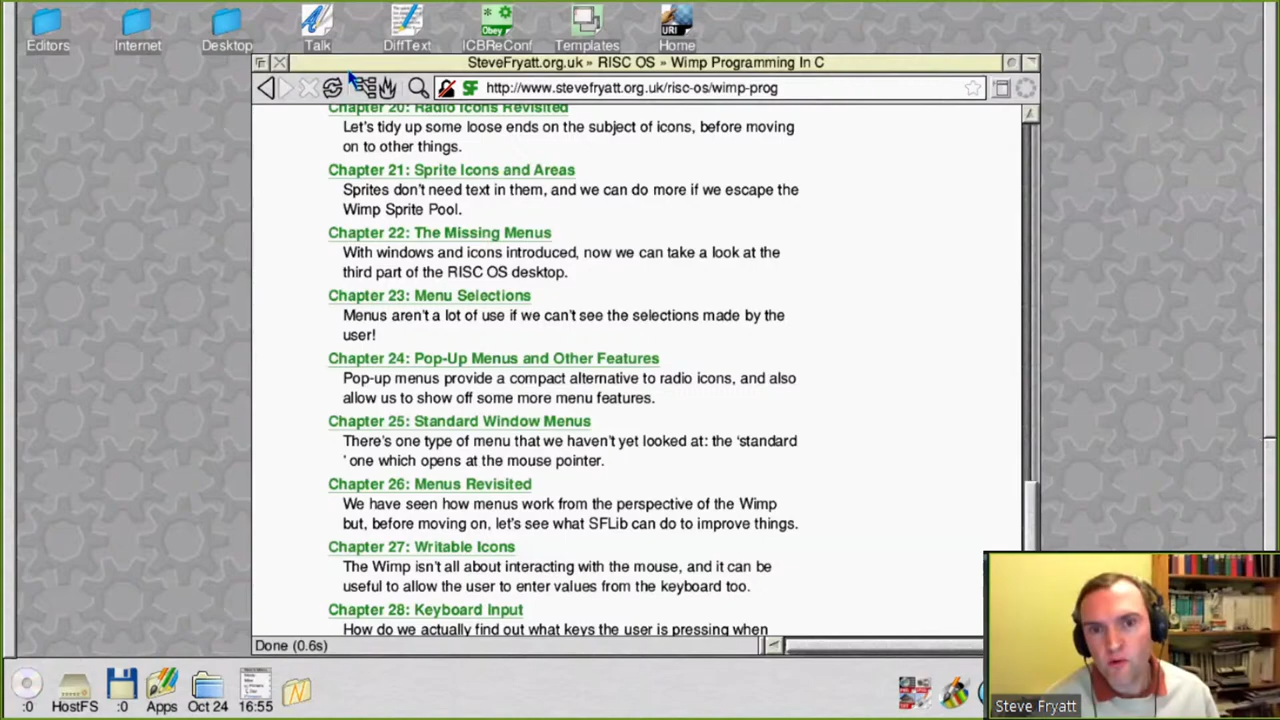 Editors
Internet
Desktop
Talk
DiffText
ICBReConf
Templates
Home
Obey
URI
SteveFryatt.org.uk » RISC OS » Wimp Programming In C
SF
http://www.stevefryatt.org.uk/risc-os/wimp-prog
Chapter 20: Radio Icons Revisited
Let's tidy up some loose ends on the subject of icons, before moving
on to other things.
Chapter 21: Sprite Icons and Areas
Sprites don't need text in them, and we can do more if we escape the
Wimp Sprite Pool.
Chapter 22: The Missing Menus
With windows and icons introduced, now we can take a look at the
third part of the RISC OS desktop.
Chapter 23: Menu Selections
Menus aren't a lot of use if we can't see the selections made by the
user!
Chapter 24: Pop-Up Menus and Other Features
Pop-up menus provide a compact alternative to radio icons, and also
allow us to show off some more menu features.
Chapter 25: Standard Window Menus
There's one type of menu that we haven't yet looked at: the 'standard
' one which opens at the mouse pointer.
Chapter 26: Menus Revisited
We have seen how menus work from the perspective of the Wimp
but, before moving on, let's see what SFLib can do to improve things.
Chapter 27: Writable Icons
The Wimp isn't all about interacting with the mouse, and it can be
useful to allow the user to enter values from the keyboard too.
Chapter 28: Keyboard Input
How do we actually find out what keys the user is pressing when
Done (0.6s)
:0
HostFS
:0
Apps
Oct 24
16:55
Steve Fryatt